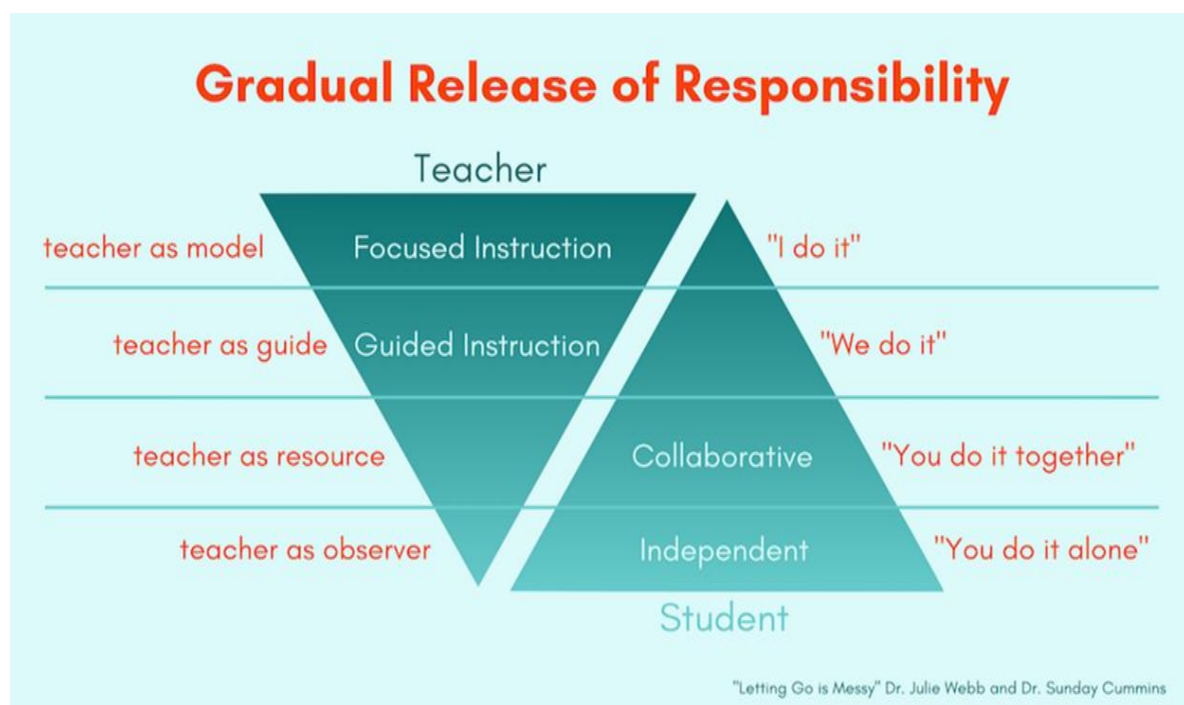 Gradual Release of Responsibility
Teacher
teacher as model Focused Instruction "I do it"
teacher as guide Guided Instruction "We do it"
teacher as resource Collaborative "You do it together"
teacher as observer Independent "You do it alone"
Student
"Letting Go is Messy" Dr. Julie Webb and Dr. Sunday Cummins